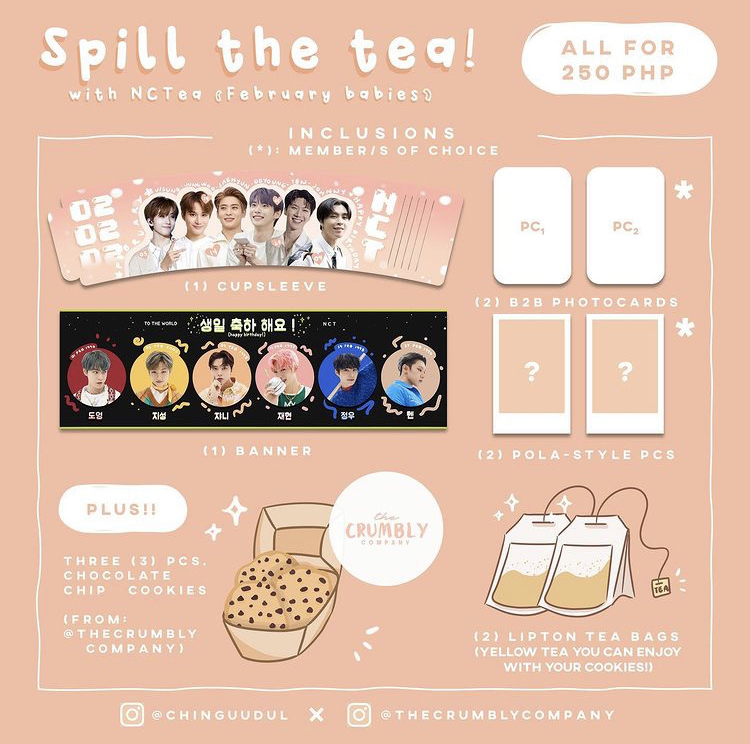 Spill the tea!
with NCTea (February babies)
ALL FOR
250 PHP
INCLUSIONS
(*): MEMBER/S OF CHOICE
NCT
(1) CUPSLEEVE
PC1
PC2
*
(2) B2B PHOTOCARDS
TO THE WORLD
생일 축하 해요!
(happy birthday!)
NCT
도영
지성
쟈니
재현
정우
텐
(1) BANNER
?
?
*
(2) POLA-STYLE PCS
PLUS!!
THREE (3) PCS.
CHOCOLATE
CHIP COOKIES
(FROM:
@THECRUMBLY
COMPANY)
the
CRUMBLY
COMPANY
TEA
(2) LIPTON TEA BAGS
(YELLOW TEA YOU CAN ENJOY
WITH YOUR COOKIES!)
@CHINGUUDUL X @THECRUMBLYCOMPANY